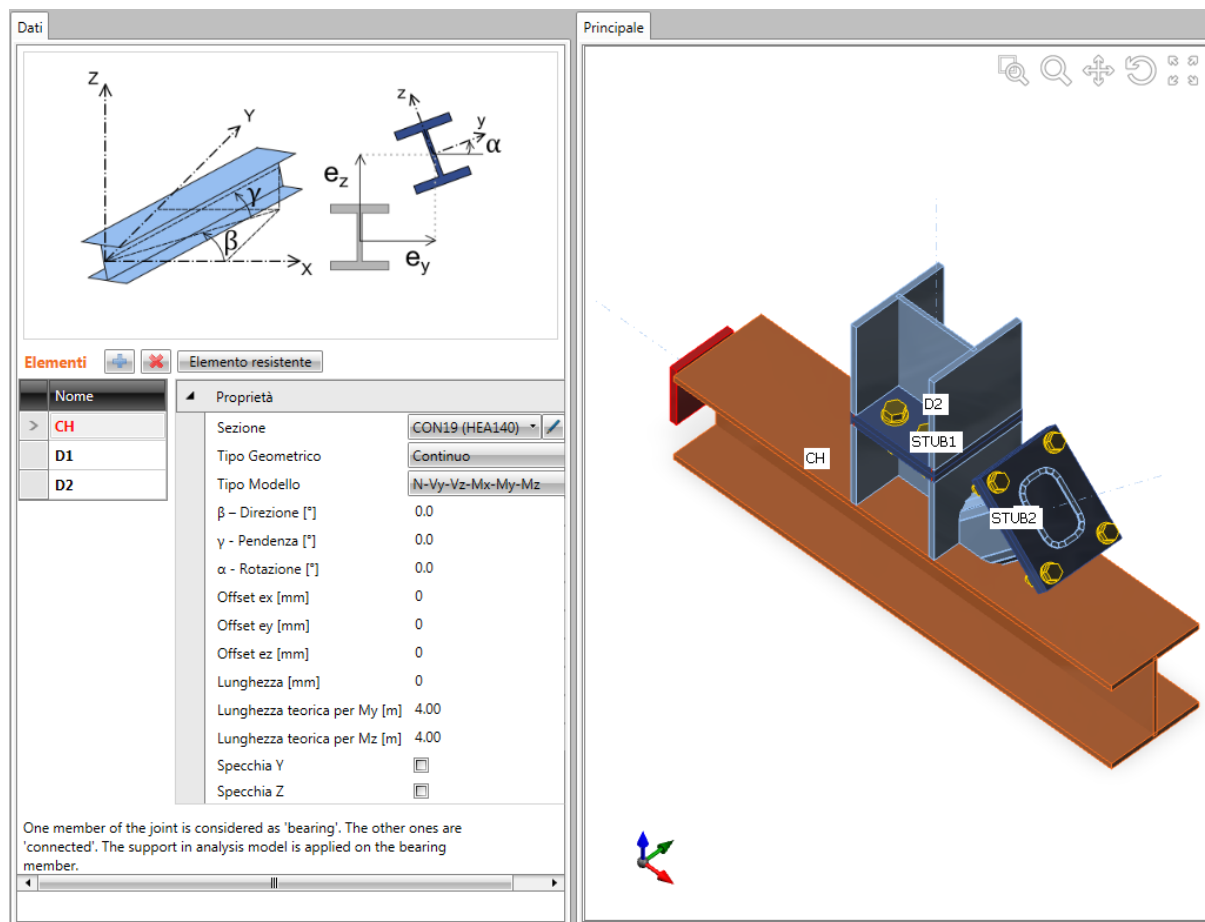 Dati
Principale
Z
Y
X
γ
β
z
y
α
ez
ey
Elementi
Elemento resistente
Nome
CH
D1
D2
Proprietà
Sezione CON19 (HEA140)
Tipo Geometrico Continuo
Tipo Modello N-Vy-Vz-Mx-My-Mz
β – Direzione [°] 0.0
γ - Pendenza [°] 0.0
α - Rotazione [°] 0.0
Offset ex [mm] 0
Offset ey [mm] 0
Offset ez [mm] 0
Lunghezza [mm] 0
Lunghezza teorica per My [m] 4.00
Lunghezza teorica per Mz [m] 4.00
Specchia Y
Specchia Z
One member of the joint is considered as 'bearing'. The other ones are
'connected'. The support in analysis model is applied on the bearing
member.
D2
STUB1
CH
STUB2